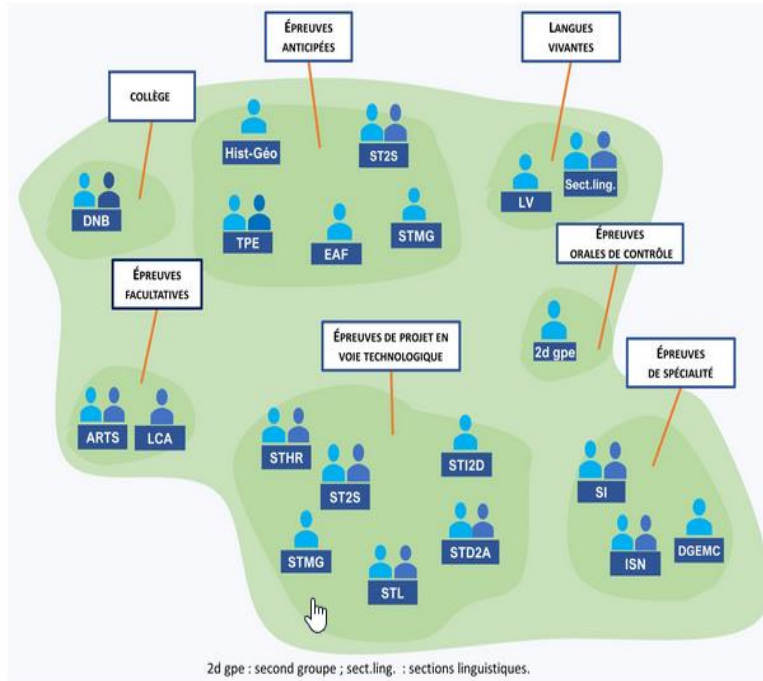 ÉPREUVES
ANTICIPÉES
LANGUES
VIVANTES
COLLÈGE
Hist-Géo
ST2S
Sect.ling.
LV
DNB
TPE
EAF
STMG
ÉPREUVES
ORALES DE CONTRÔLE
ÉPREUVES
FACULTATIVES
ÉPREUVES DE PROJET EN
VOIE TECHNOLOGIQUE
2d gpe
ÉPREUVES
DE SPÉCIALITÉ
ARTS
LCA
STHR
STI2D
ST2S
SI
STMG
STD2A
STL
ISN
DGEMC
2d gpe : second groupe ; sect.ling. : sections linguistiques.